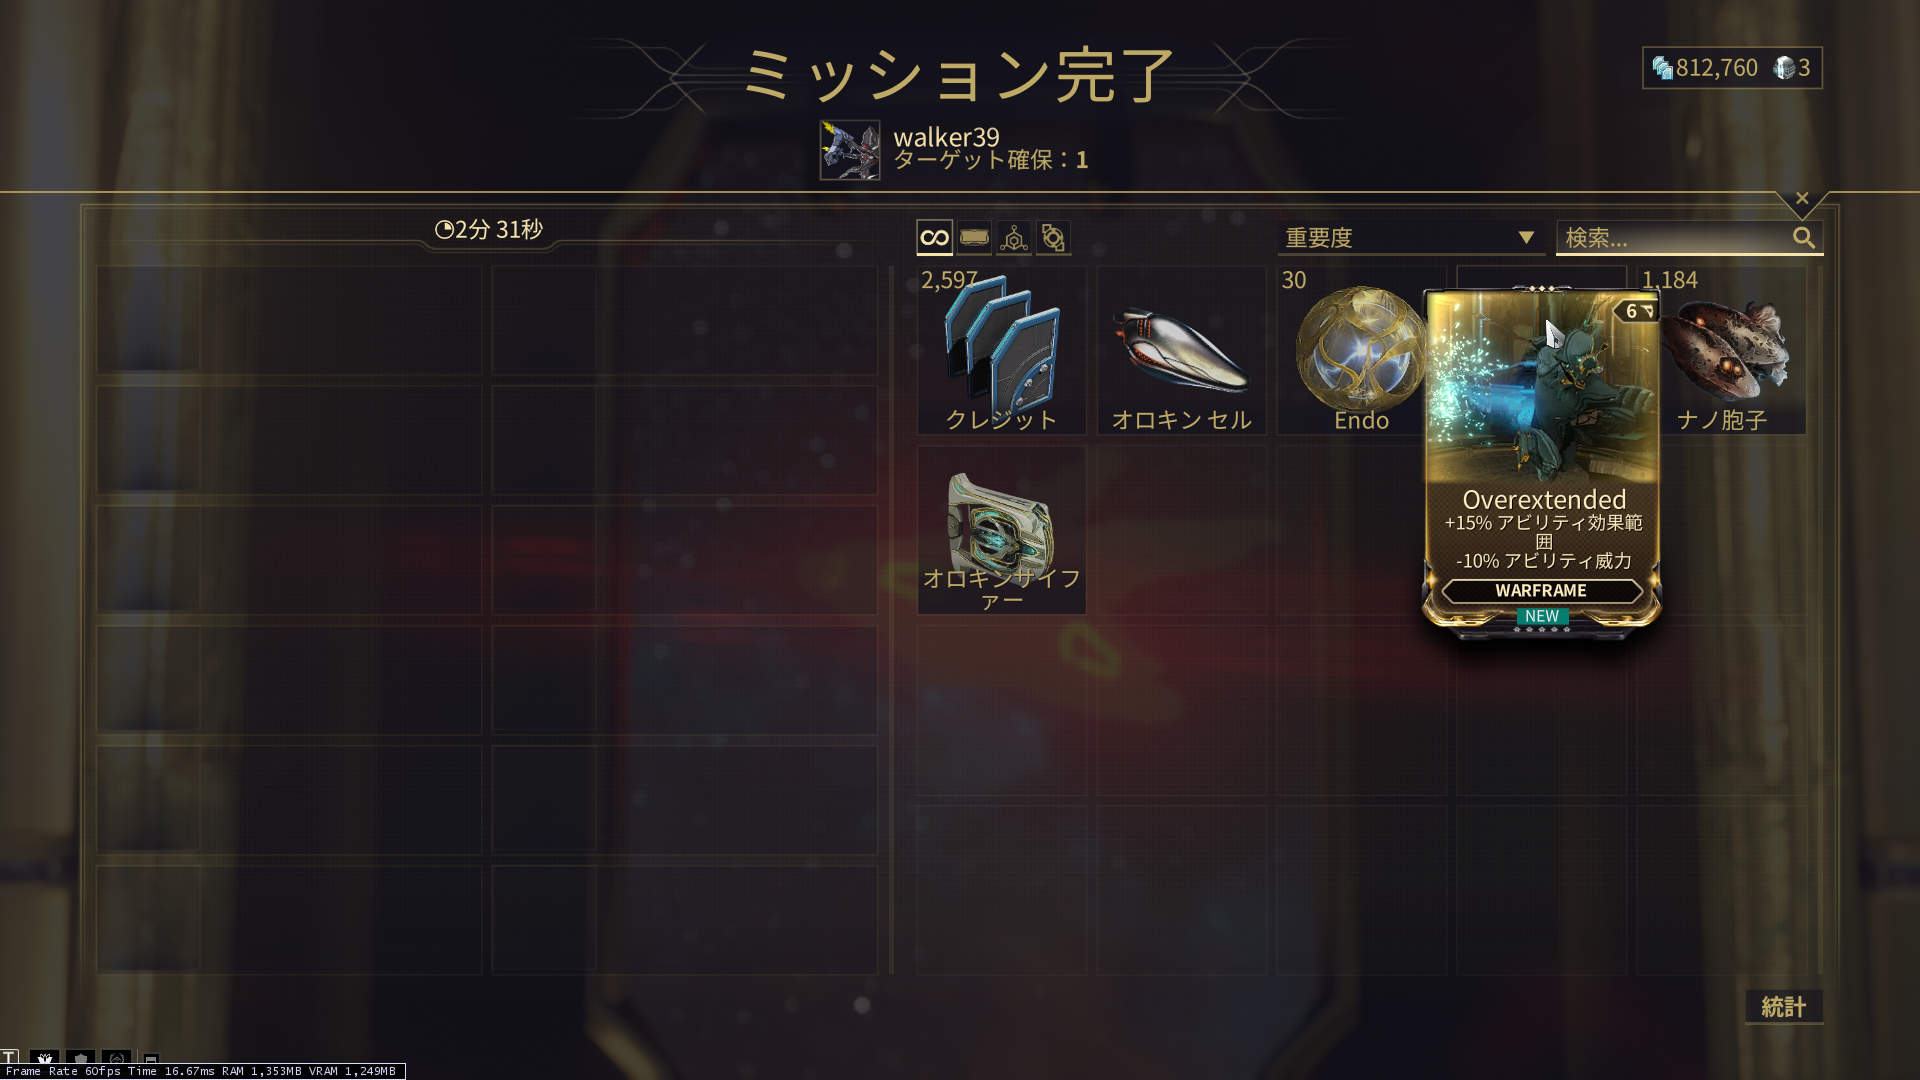 ミッション完了
812,760 3
walker39
ターゲット確保：1
2分 31秒
重要度
検索...
2,597
クレジット
オロキン セル
30
Endo
6
Overextended
+15% アビリティ効果範
囲
-10% アビリティ威力
WARFRAME
NEW
1,184
ナノ胞子
オロキンサイフ
ァー
統計
T
Frame Rate 60fps Time 16.67ms RAM 1,353MB VRAM 1,249MB